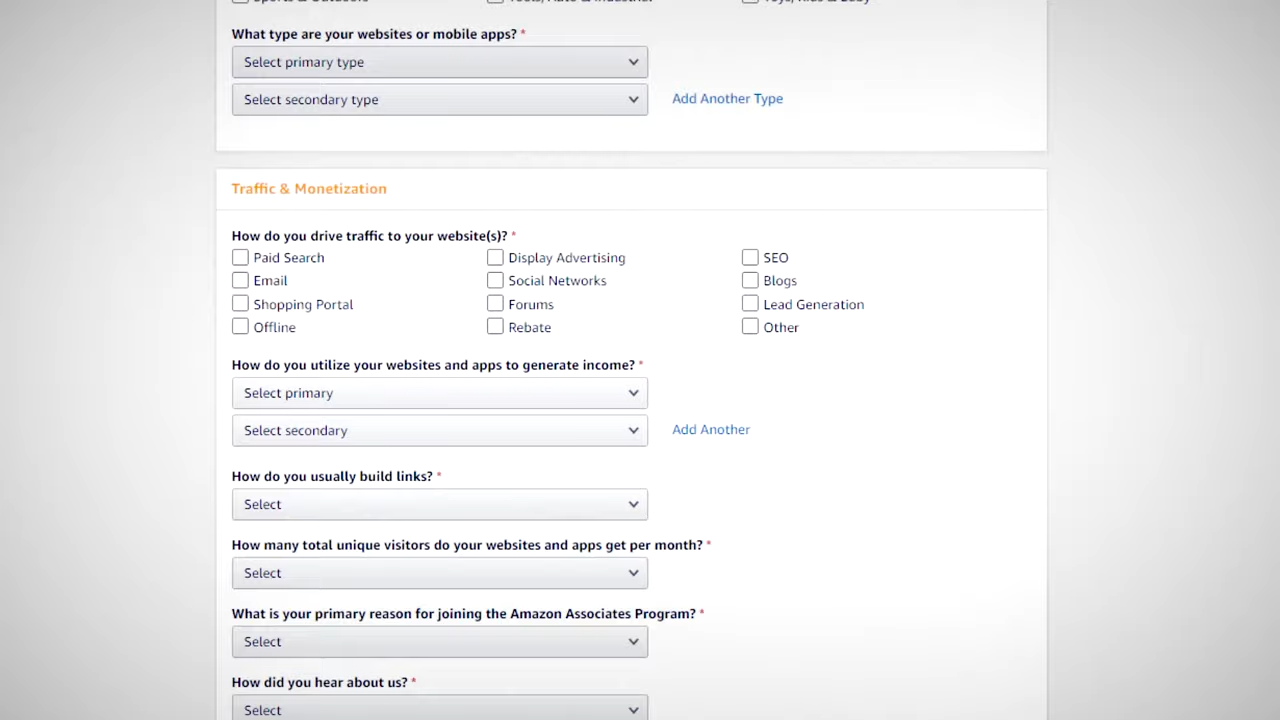 What type are your websites or mobile apps? *
Select primary type
Select secondary type
Add Another Type
Traffic & Monetization
How do you drive traffic to your website(s)? *
Paid Search Display Advertising SEO
Email Social Networks Blogs
Shopping Portal Forums Lead Generation
Offline Rebate Other
How do you utilize your websites and apps to generate income? *
Select primary
Select secondary
Add Another
How do you usually build links? *
Select
How many total unique visitors do your websites and apps get per month? *
Select
What is your primary reason for joining the Amazon Associates Program? *
Select
How did you hear about us? *
Select